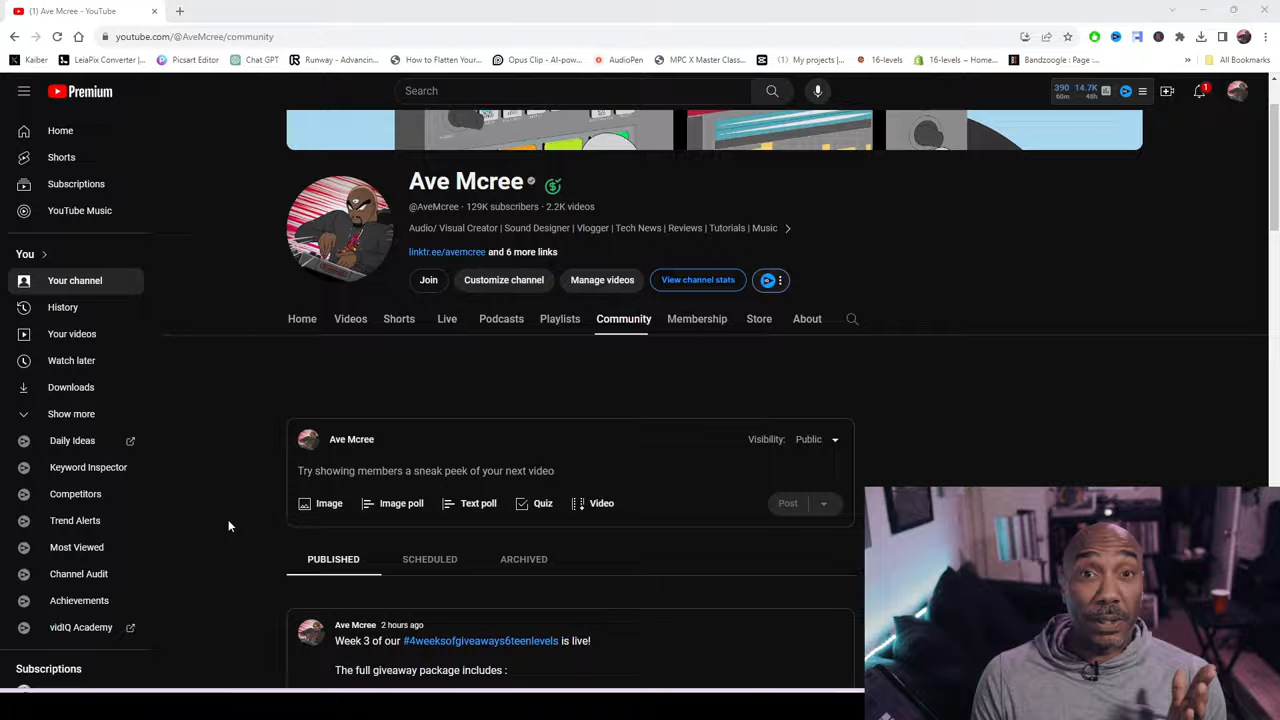 (1) Ave Mcree - YouTube
youtube.com/@AveMcree/community
Kaiber
LeiaPix Converter |...
Picsart Editor
Chat GPT
Runway - Advancin...
How to Flatten Your...
Opus Clip - AI-pow...
AudioPen
MPC X Master Class...
(1) My projects |...
16-levels
16-levels – Home...
Bandzoogle : Page :...
All Bookmarks
Premium
Search
390 14.7K
60m 48h
1
Home
Shorts
Subscriptions
YouTube Music
You
Your channel
History
Your videos
Watch later
Downloads
Show more
Daily Ideas
Keyword Inspector
Competitors
Trend Alerts
Most Viewed
Channel Audit
Achievements
vidIQ Academy
Subscriptions
Ave Mcree
@AveMcree · 129K subscribers · 2.2K videos
Audio/ Visual Creator | Sound Designer | Vlogger | Tech News | Reviews | Tutorials | Music
linktr.ee/avemcree and 6 more links
Join Customize channel Manage videos View channel stats
Home Videos Shorts Live Podcasts Playlists Community Membership Store About
Ave Mcree Visibility: Public
Try showing members a sneak peek of your next video
Image Image poll Text poll Quiz Video Post
PUBLISHED SCHEDULED ARCHIVED
Ave Mcree 2 hours ago
Week 3 of our #4weeksofgiveaways6teenlevels is live!
The full giveaway package includes :